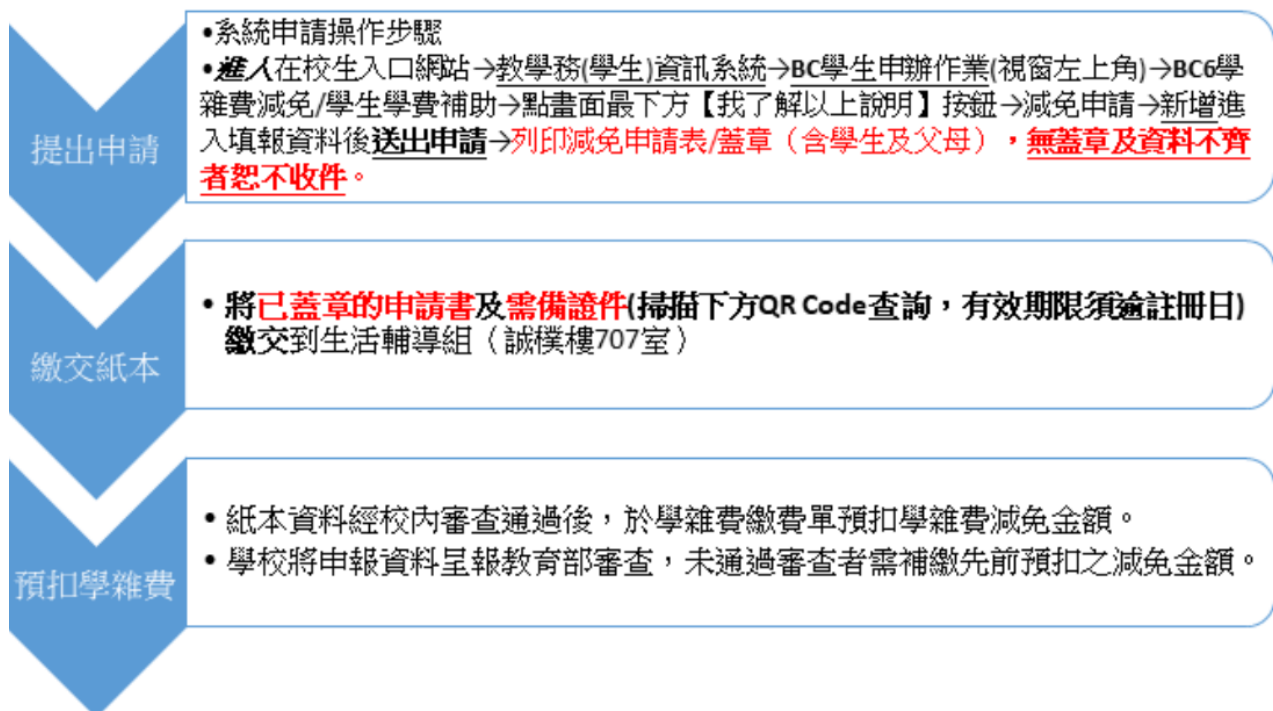 提出申請
•系統申請操作步驟
•進入在校生入口網站→教學務(學生)資訊系統→BC學生申辦作業(視窗左上角)→BC6學
雜費減免/學生學費補助→點畫面最下方【我了解以上說明】按鈕→減免申請→新增進
入填報資料後送出申請→列印減免申請表/蓋章（含學生及父母），無蓋章及資料不齊
者恕不收件。
繳交紙本
• 將已蓋章的申請書及需備證件(掃描下方QR Code查詢，有效期限須逾註冊日)
繳交到生活輔導組（誠樸樓707室）
預扣學雜費
• 紙本資料經校內審查通過後，於學雜費繳費單預扣學雜費減免金額。
• 學校將申報資料呈報教育部審查，未通過審查者需補繳先前預扣之減免金額。